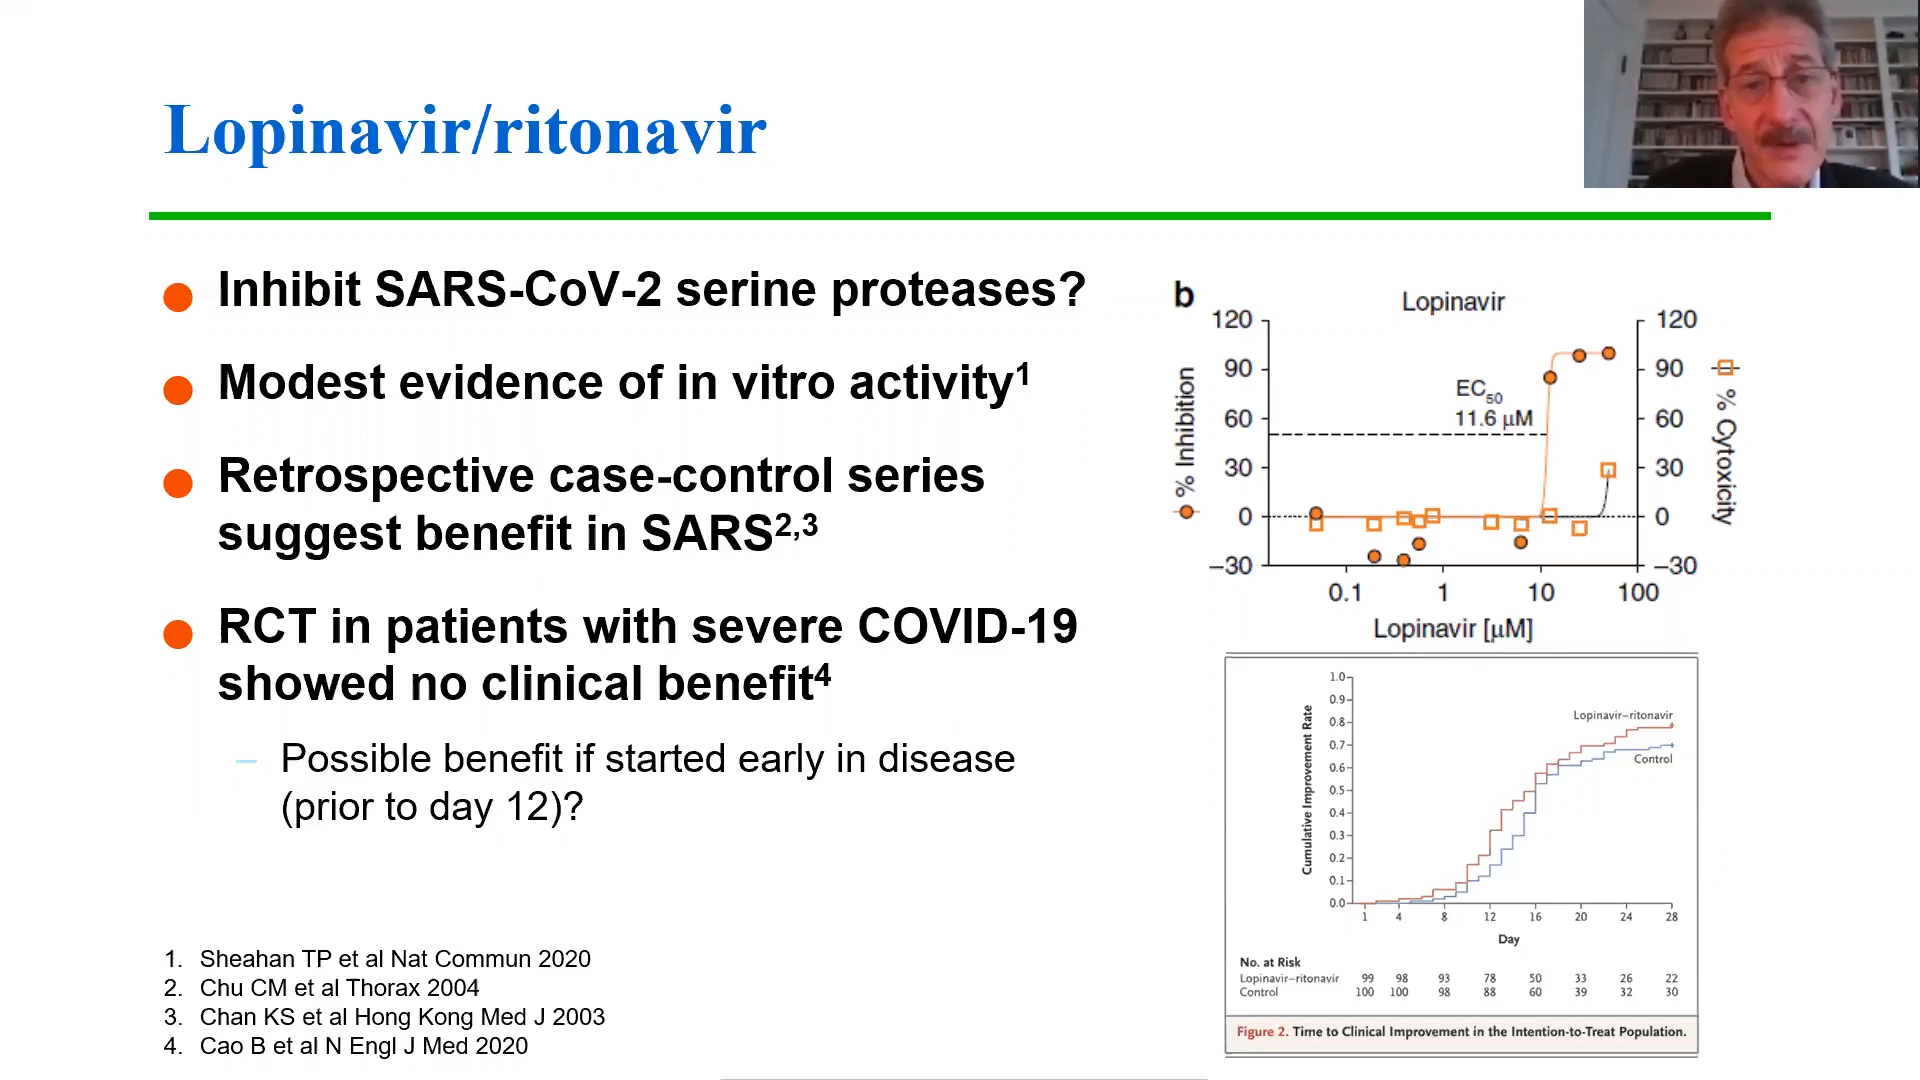 Lopinavir/ritonavir
Inhibit SARS-CoV-2 serine proteases?
Modest evidence of in vitro activity1
Retrospective case-control series
suggest benefit in SARS2,3
RCT in patients with severe COVID-19
showed no clinical benefit4
– Possible benefit if started early in disease
(prior to day 12)?
1. Sheahan TP et al Nat Commun 2020
2. Chu CM et al Thorax 2004
3. Chan KS et al Hong Kong Med J 2003
4. Cao B et al N Engl J Med 2020
b
Lopinavir
120
90
60
30
0
–30
% Inhibition
EC50
11.6 µM
120
90
60
30
0
–30
% Cytoxicity
0.1 1 10 100
Lopinavir [µM]
1.0
0.9
0.8
0.7
0.6
0.5
0.4
0.3
0.2
0.1
0.0
Cumulative Improvement Rate
Lopinavir–ritonavir
Control
1 4 8 12 16 20 24 28
Day
No. at Risk
Lopinavir–ritonavir 99 98 93 78 50 33 26 22
Control 100 100 98 88 60 39 32 30
Figure 2. Time to Clinical Improvement in the Intention-to-Treat Population.